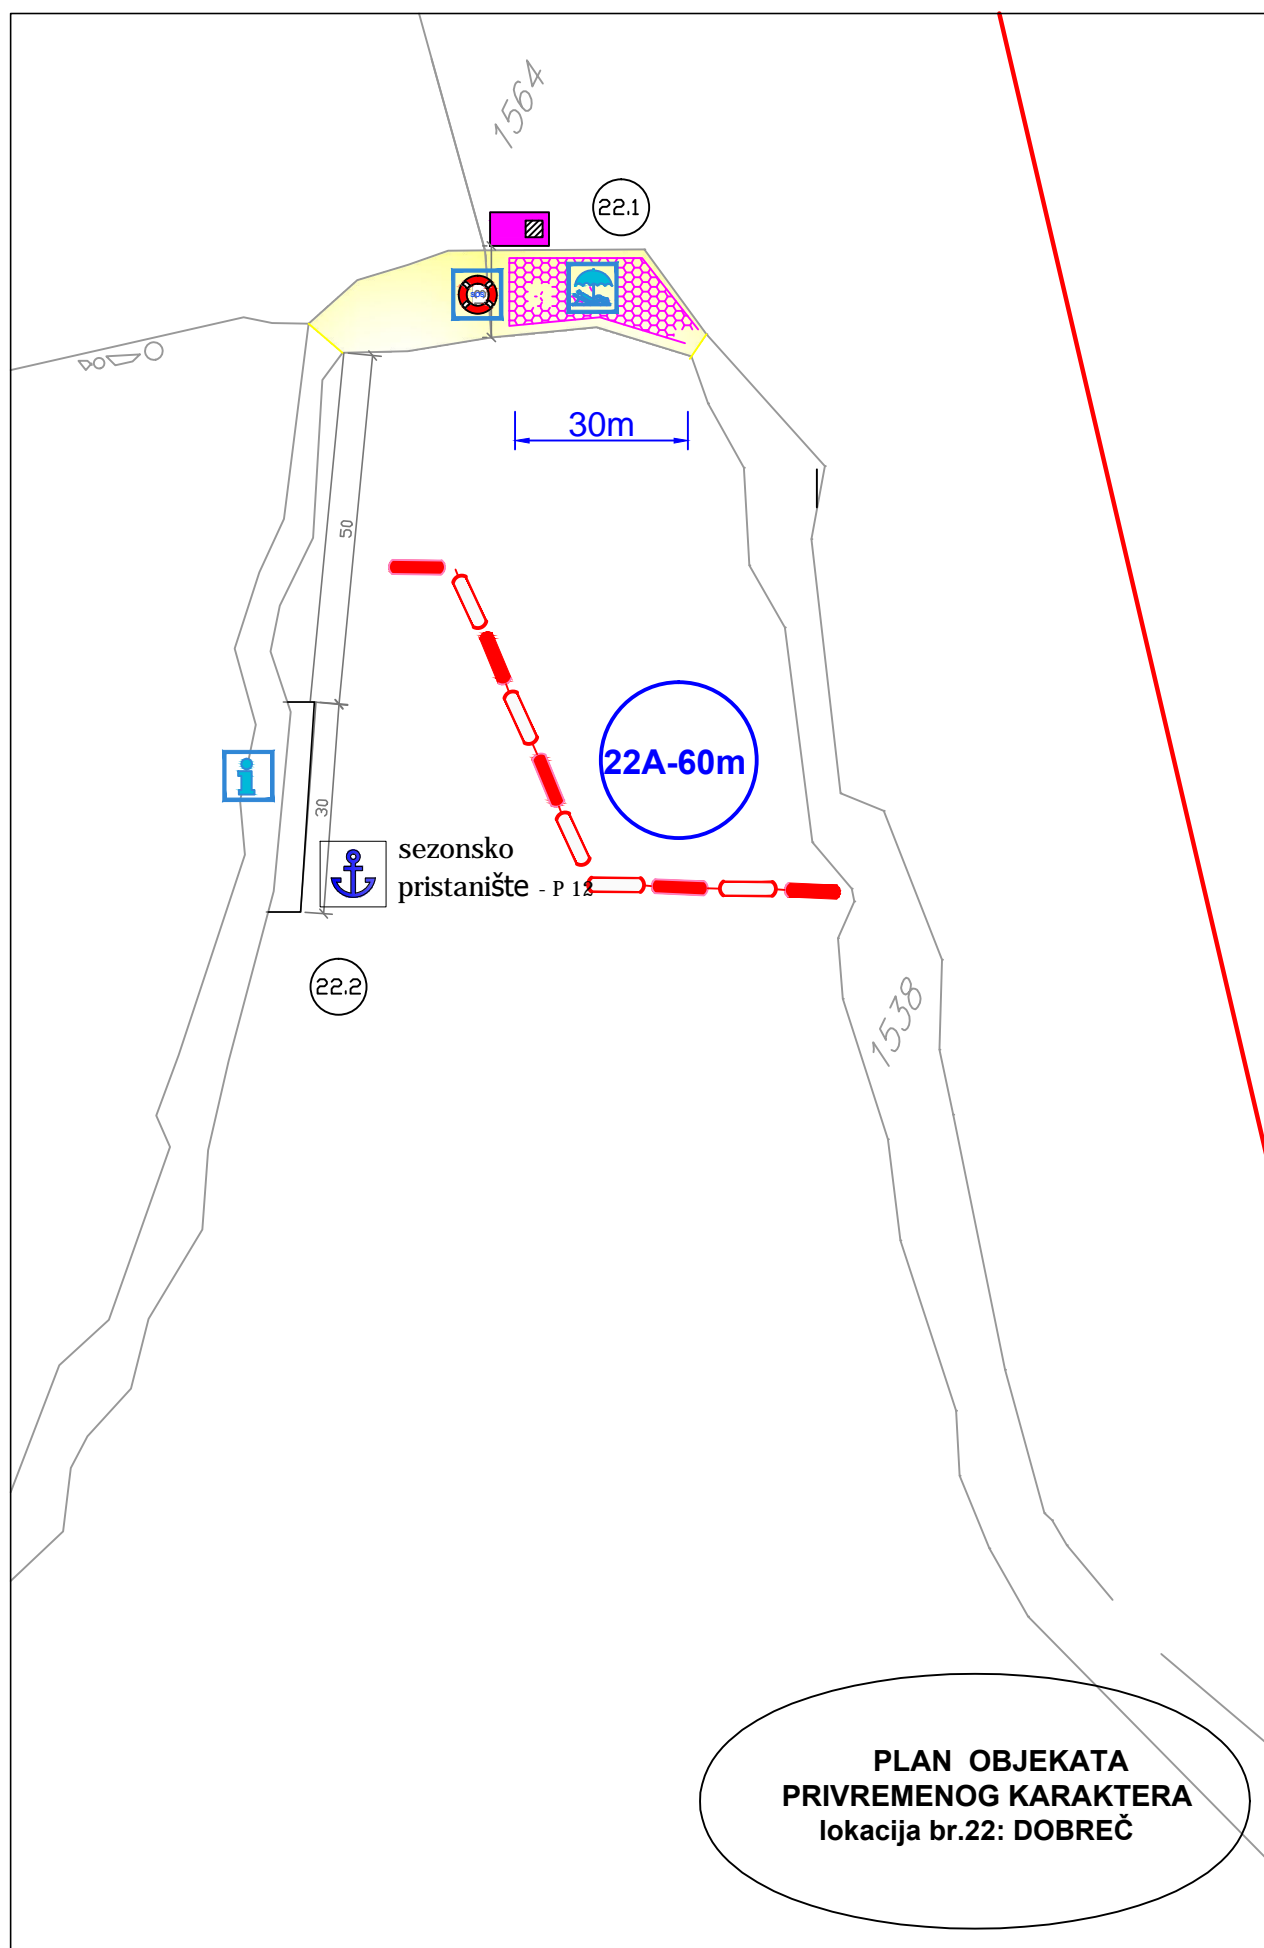 1564
22.1
30m
50
22A-60m
30
sezonsko
pristanište - P 12
22.2
1538
PLAN OBJEKATA
PRIVREMENOG KARAKTERA
lokacija br.22: DOBREČ